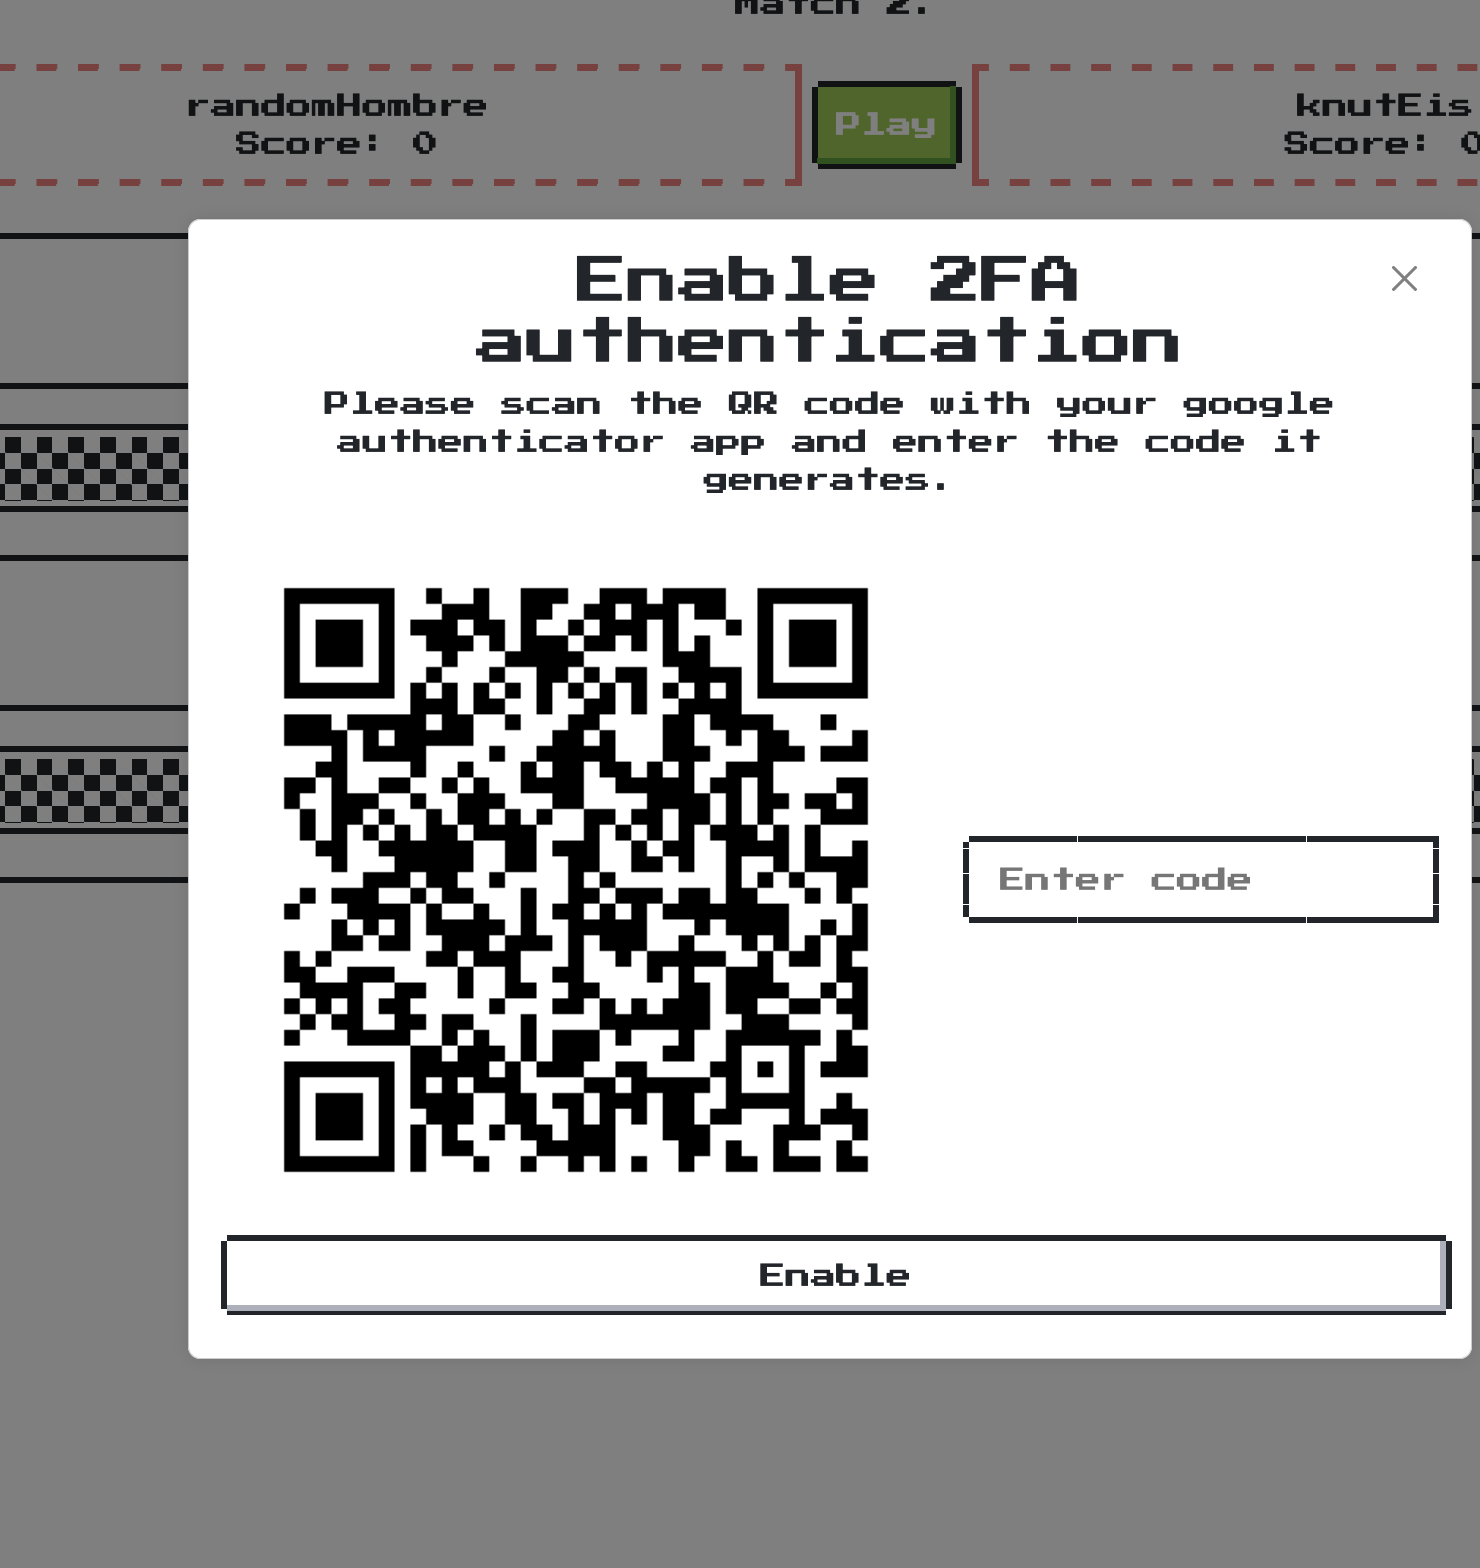 Match 2.
randomHombre
Score: 0
Play
knutEis
Score: 0
Enable 2FA
authentication
Please scan the QR code with your google
authenticator app and enter the code it
generates.
Enter code
Enable